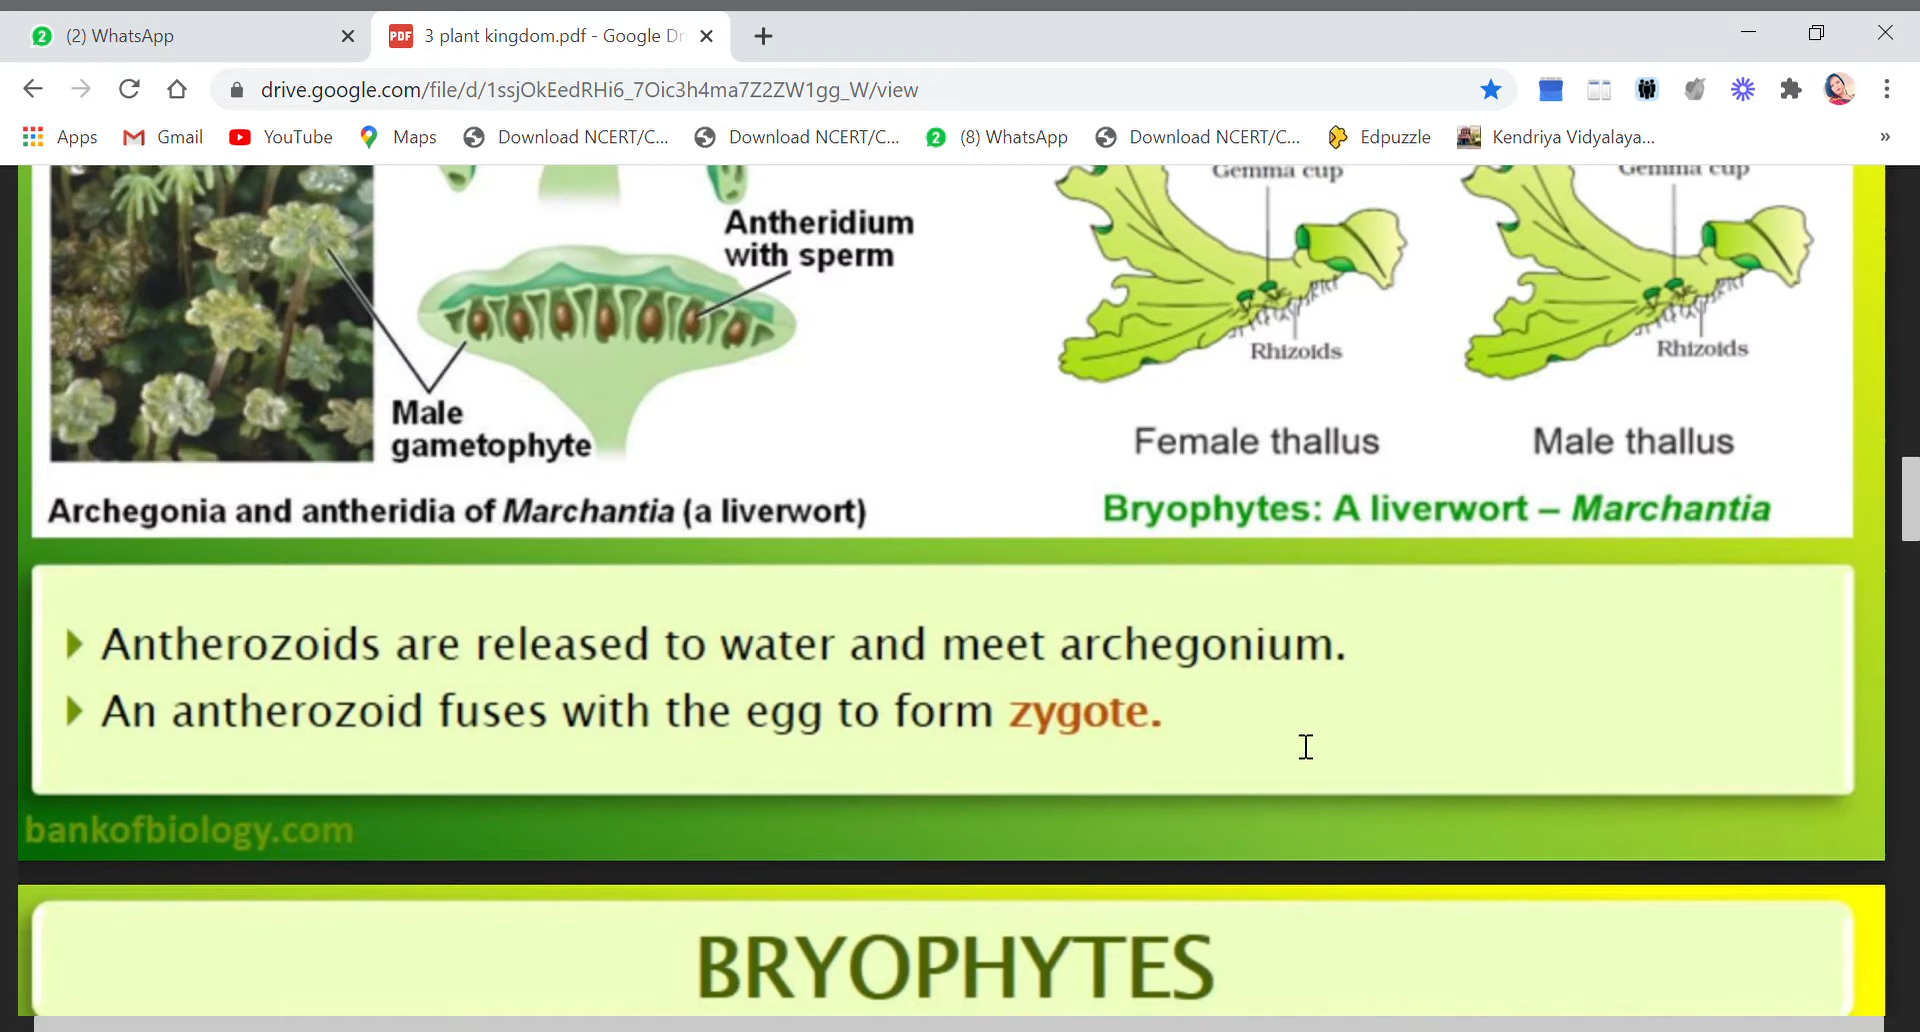 (2) WhatsApp
PDF
3 plant kingdom.pdf - Google Dr
drive.google.com/file/d/1ssjOkEedRHi6_7Oic3h4ma7Z2ZW1gg_W/view
Apps
Gmail
YouTube
Maps
Download NCERT/C...
Download NCERT/C...
(8) WhatsApp
Download NCERT/C...
Edpuzzle
Kendriya Vidyalaya...
Antheridium
with sperm
Male
gametophyte
Archegonia and antheridia of Marchantia (a liverwort)
Gemma cup
Rhizoids
Female thallus
Gemma cup
Rhizoids
Male thallus
Bryophytes: A liverwort – Marchantia
Antherozoids are released to water and meet archegonium.
An antherozoid fuses with the egg to form zygote.
bankofbiology.com
BRYOPHYTES